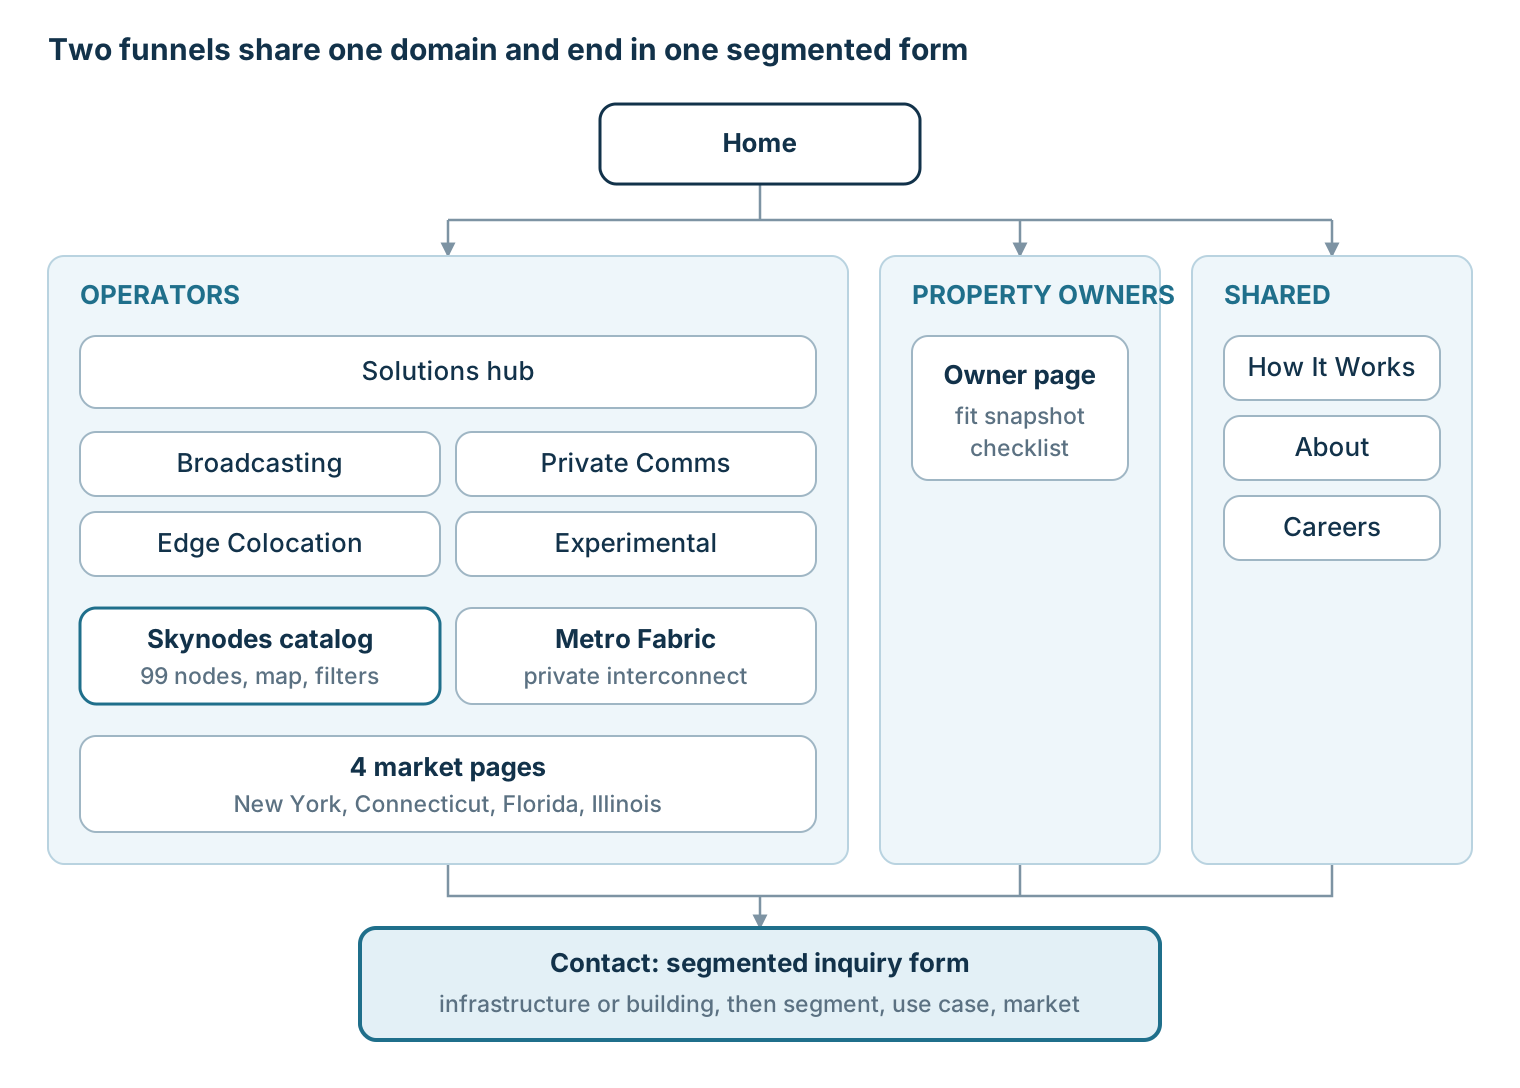 Two funnels share one domain and end in one segmented form
Home
OPERATORS
Solutions hub
Broadcasting
Private Comms
Edge Colocation
Experimental
Skynodes catalog
99 nodes, map, filters
Metro Fabric
private interconnect
4 market pages
New York, Connecticut, Florida, Illinois
PROPERTY OWNERS
Owner page
fit snapshot
checklist
SHARED
How It Works
About
Careers
Contact: segmented inquiry form
infrastructure or building, then segment, use case, market